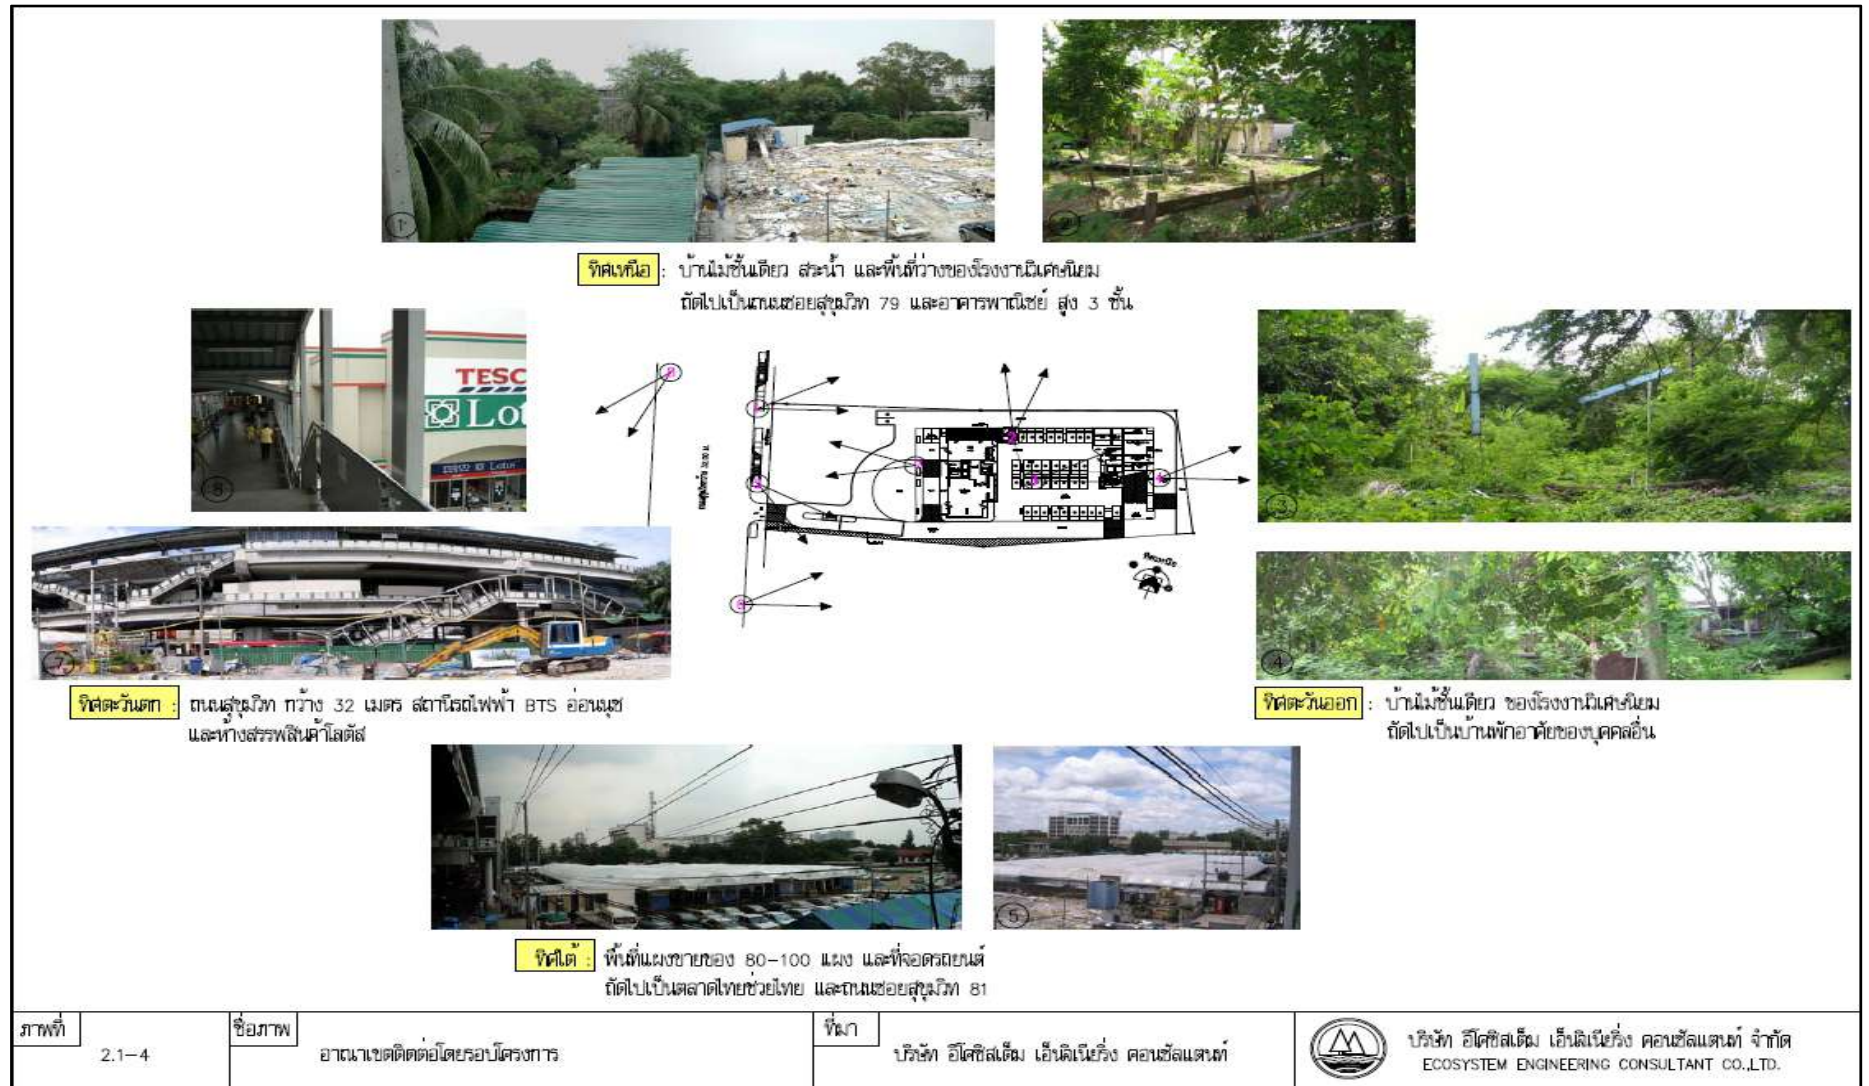 1
2
ทิศเหนือ : บ้านไม้ชั้นเดียว สระน้ำ และพื้นที่ว่างของโรงงานวิเศษนิยม
ถัดไปเป็นถนนซอยสุขุมวิท 79 และอาคารพาณิชย์ สูง 3 ชั้น
TESC
Lot
Lotus
8
3
7
4
ทิศตะวันตก : ถนนสุขุมวิท กว้าง 32 เมตร สถานีรถไฟฟ้า BTS อ่อนนุช
และห้างสรรพสินค้าโลตัส
ทิศตะวันออก : บ้านไม้ชั้นเดียว ของโรงงานวิเศษนิยม
ถัดไปเป็นบ้านพักอาศัยของบุคคลอื่น
5
ทิศใต้ : พื้นที่แผงขายของ 80-100 แผง และที่จอดรถยนต์
ถัดไปเป็นตลาดไทยช่วยไทย และถนนซอยสุขุมวิท 81
ภาพที่
2.1-4
ชื่อภาพ
อาณาเขตติดต่อโดยรอบโครงการ
ที่มา
บริษัท อีโคซิสเต็ม เอ็นจิเนียริ่ง คอนซัลแตนท์
บริษัท อีโคซิสเต็ม เอ็นจิเนียริ่ง คอนซัลแตนท์ จำกัด
ECOSYSTEM ENGINEERING CONSULTANT CO.,LTD.